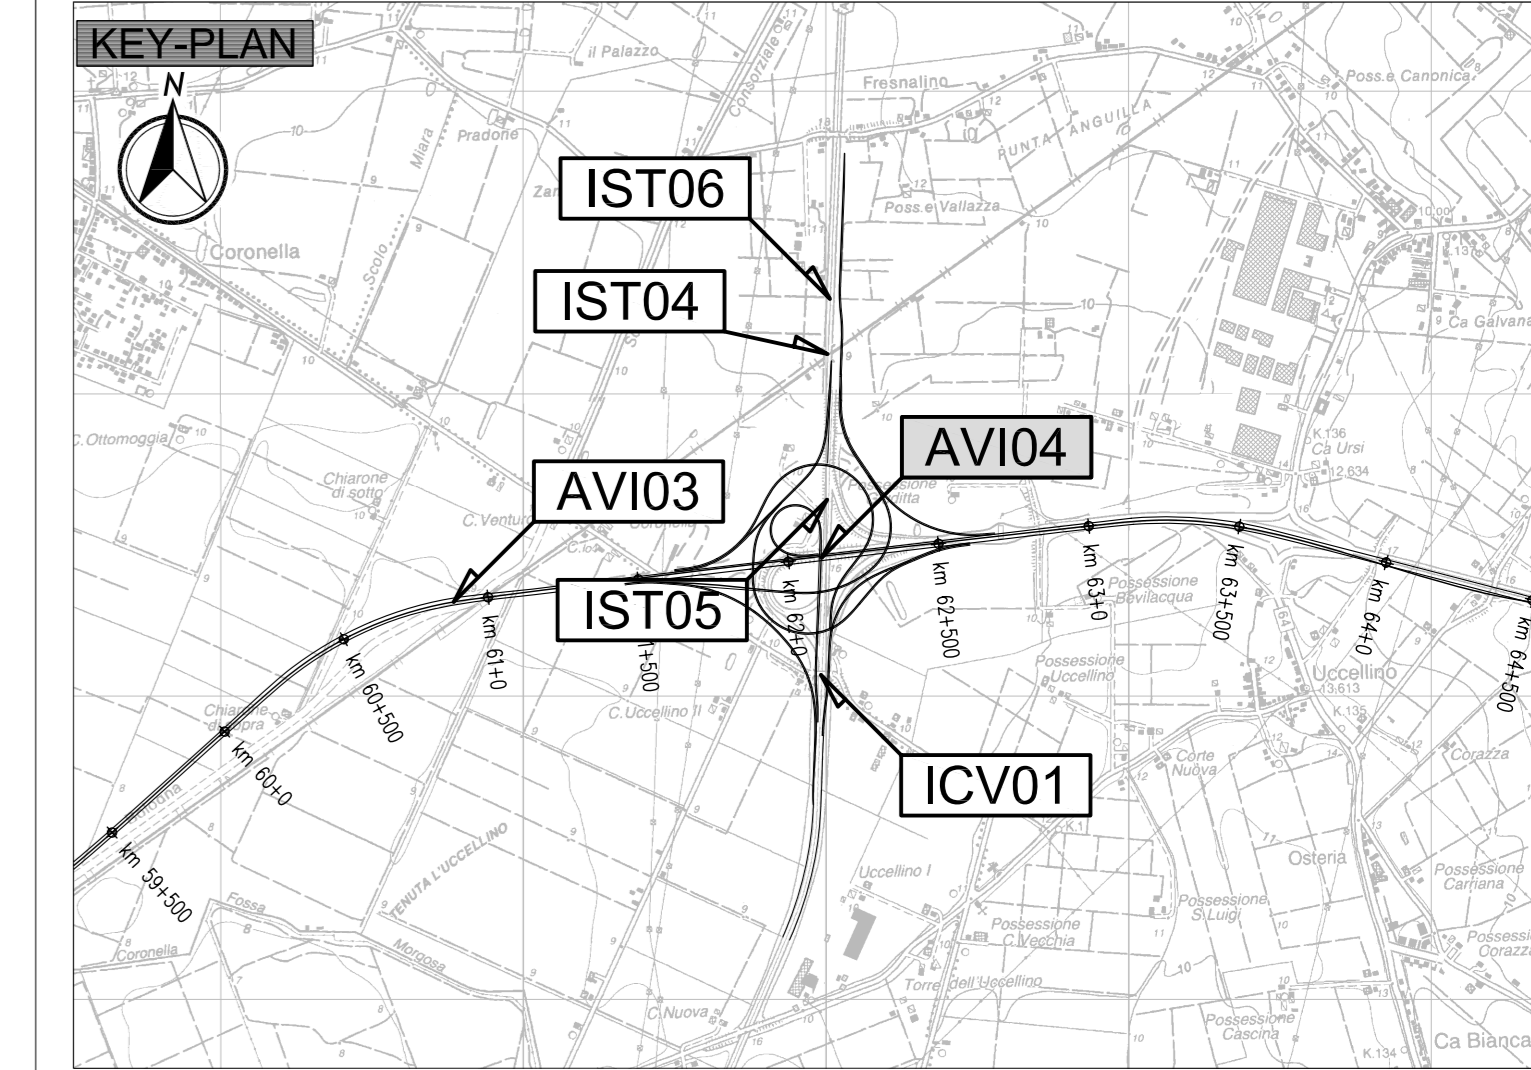 KEY-PLAN
N
il Palazzo
Consorziale
Fresnalino
Poss.e Canonica
PUNTA ANGUILLA
Miara
Pradone
IST06
Poss.e Vallazza
Coronella
Scolo
K.137
IST04
Ca Galvana
C. Ottomoggia
K.136
Ca Ursi
12.634
AVI04
AVI03
Chiarone
di sotto
Possessione
C. Venturo
IST05
km 59+500
km 60+0
km 60+500
km 61+0
1+500
km 62+0
km 62+500
km 63+0
km 63+500
km 64+0
km 64+500
Possessione
Bevilacqua
Possessione
Uccellino
Uccellino
13.613
K.135
C. Uccellino II
Corte
Nuova
Corazza
ICV01
TENUTA L'UCCELLINO
Uccellino I
Osteria
Possessione
Carriana
Possessione
S. Luigi
Possessione
C. Vecchia
Fossa
Morgosa
Coronella
Torre dell'Uccellino
C. Nuova
Possessione
Cascina
K.134
Ca Bianca